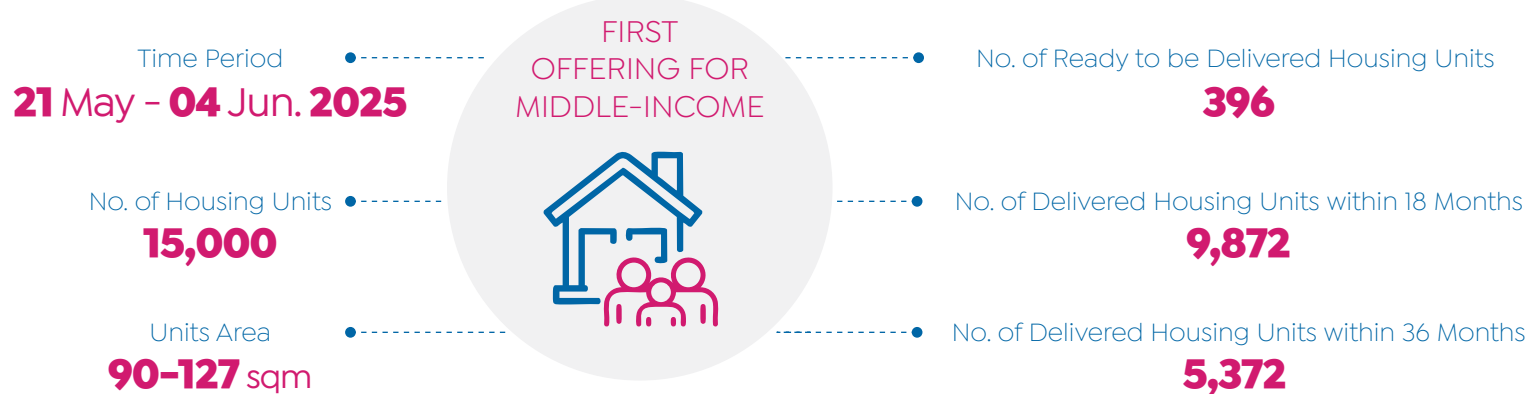 FIRST
OFFERING FOR
MIDDLE-INCOME
Time Period
21 May - 04 Jun. 2025
No. of Housing Units
15,000
Units Area
90-127 sqm
No. of Ready to be Delivered Housing Units
396
No. of Delivered Housing Units within 18 Months
9,872
No. of Delivered Housing Units within 36 Months
5,372